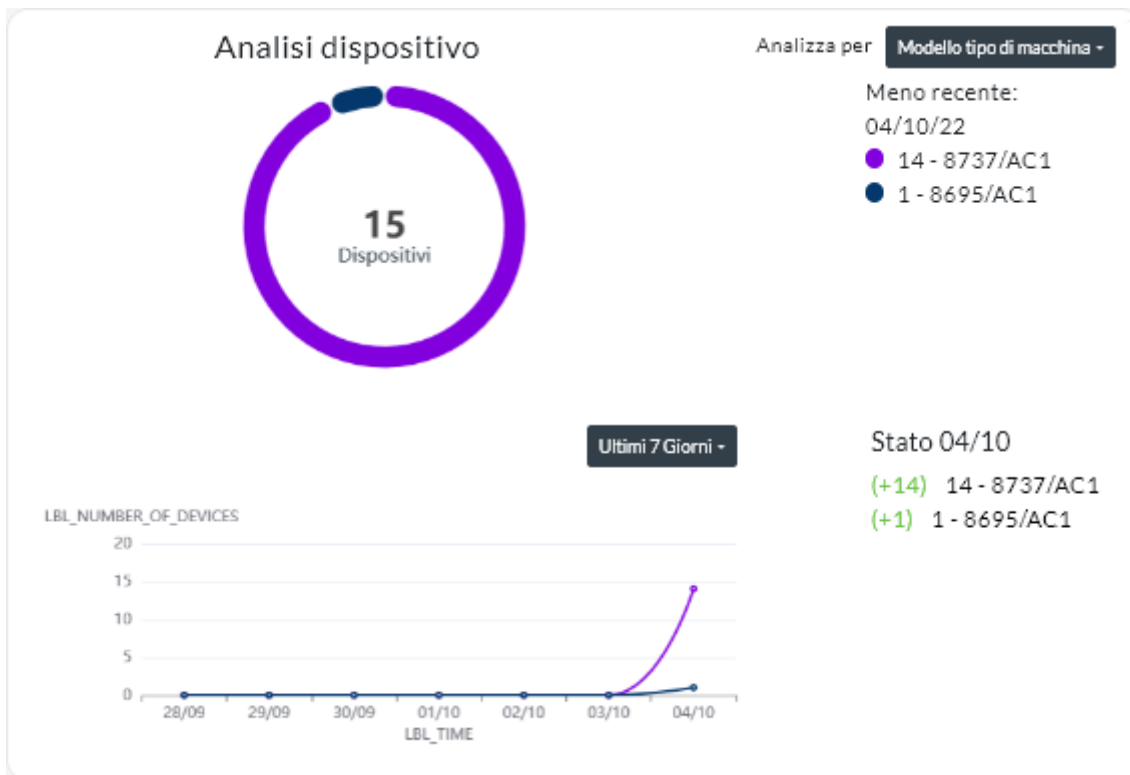 Analisi dispositivo
Analizza per Modello tipo di macchina
Meno recente:
04/10/22
14 - 8737/AC1
1 - 8695/AC1
15
Dispositivi
Ultimi 7 Giorni
Stato 04/10
(+14) 14 - 8737/AC1
(+1) 1 - 8695/AC1
LBL_NUMBER_OF_DEVICES
20
15
10
5
0
28/09 29/09 30/09 01/10 02/10 03/10 04/10
LBL_TIME